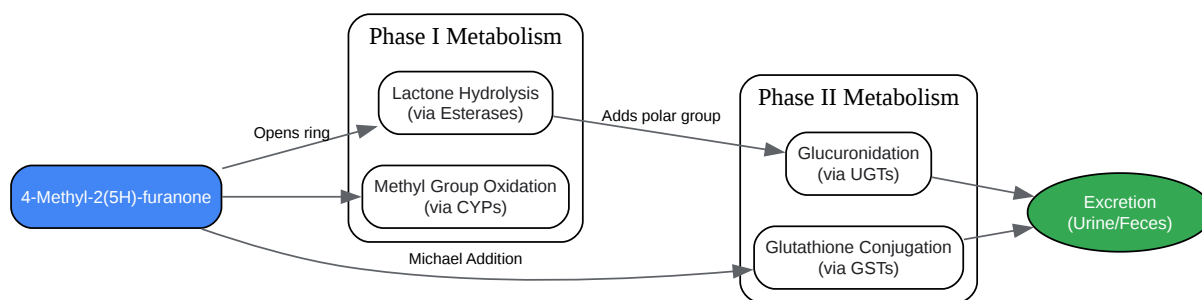 Phase I Metabolism
Lactone Hydrolysis
(via Esterases)
Opens ring
Adds polar group
Phase II Metabolism
Glucuronidation
(via UGTs)
4-Methyl-2(5H)-furanone
Methyl Group Oxidation
(via CYPs)
Excretion
(Urine/Feces)
Michael Addition
Glutathione Conjugation
(via GSTs)